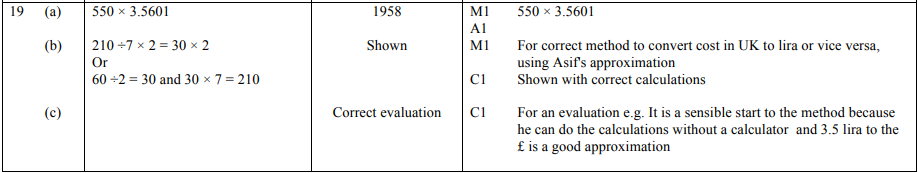 19 (a) 550 × 3.5601 1958 M1 550 × 3.5601
A1
(b) 210 ÷7 × 2 = 30 × 2 Shown M1 For correct method to convert cost in UK to lira or vice versa,
Or using Asif's approximation
60 ÷2 = 30 and 30 × 7 = 210 C1 Shown with correct calculations
(c) Correct evaluation C1 For an evaluation e.g. It is a sensible start to the method because
he can do the calculations without a calculator and 3.5 lira to the
£ is a good approximation